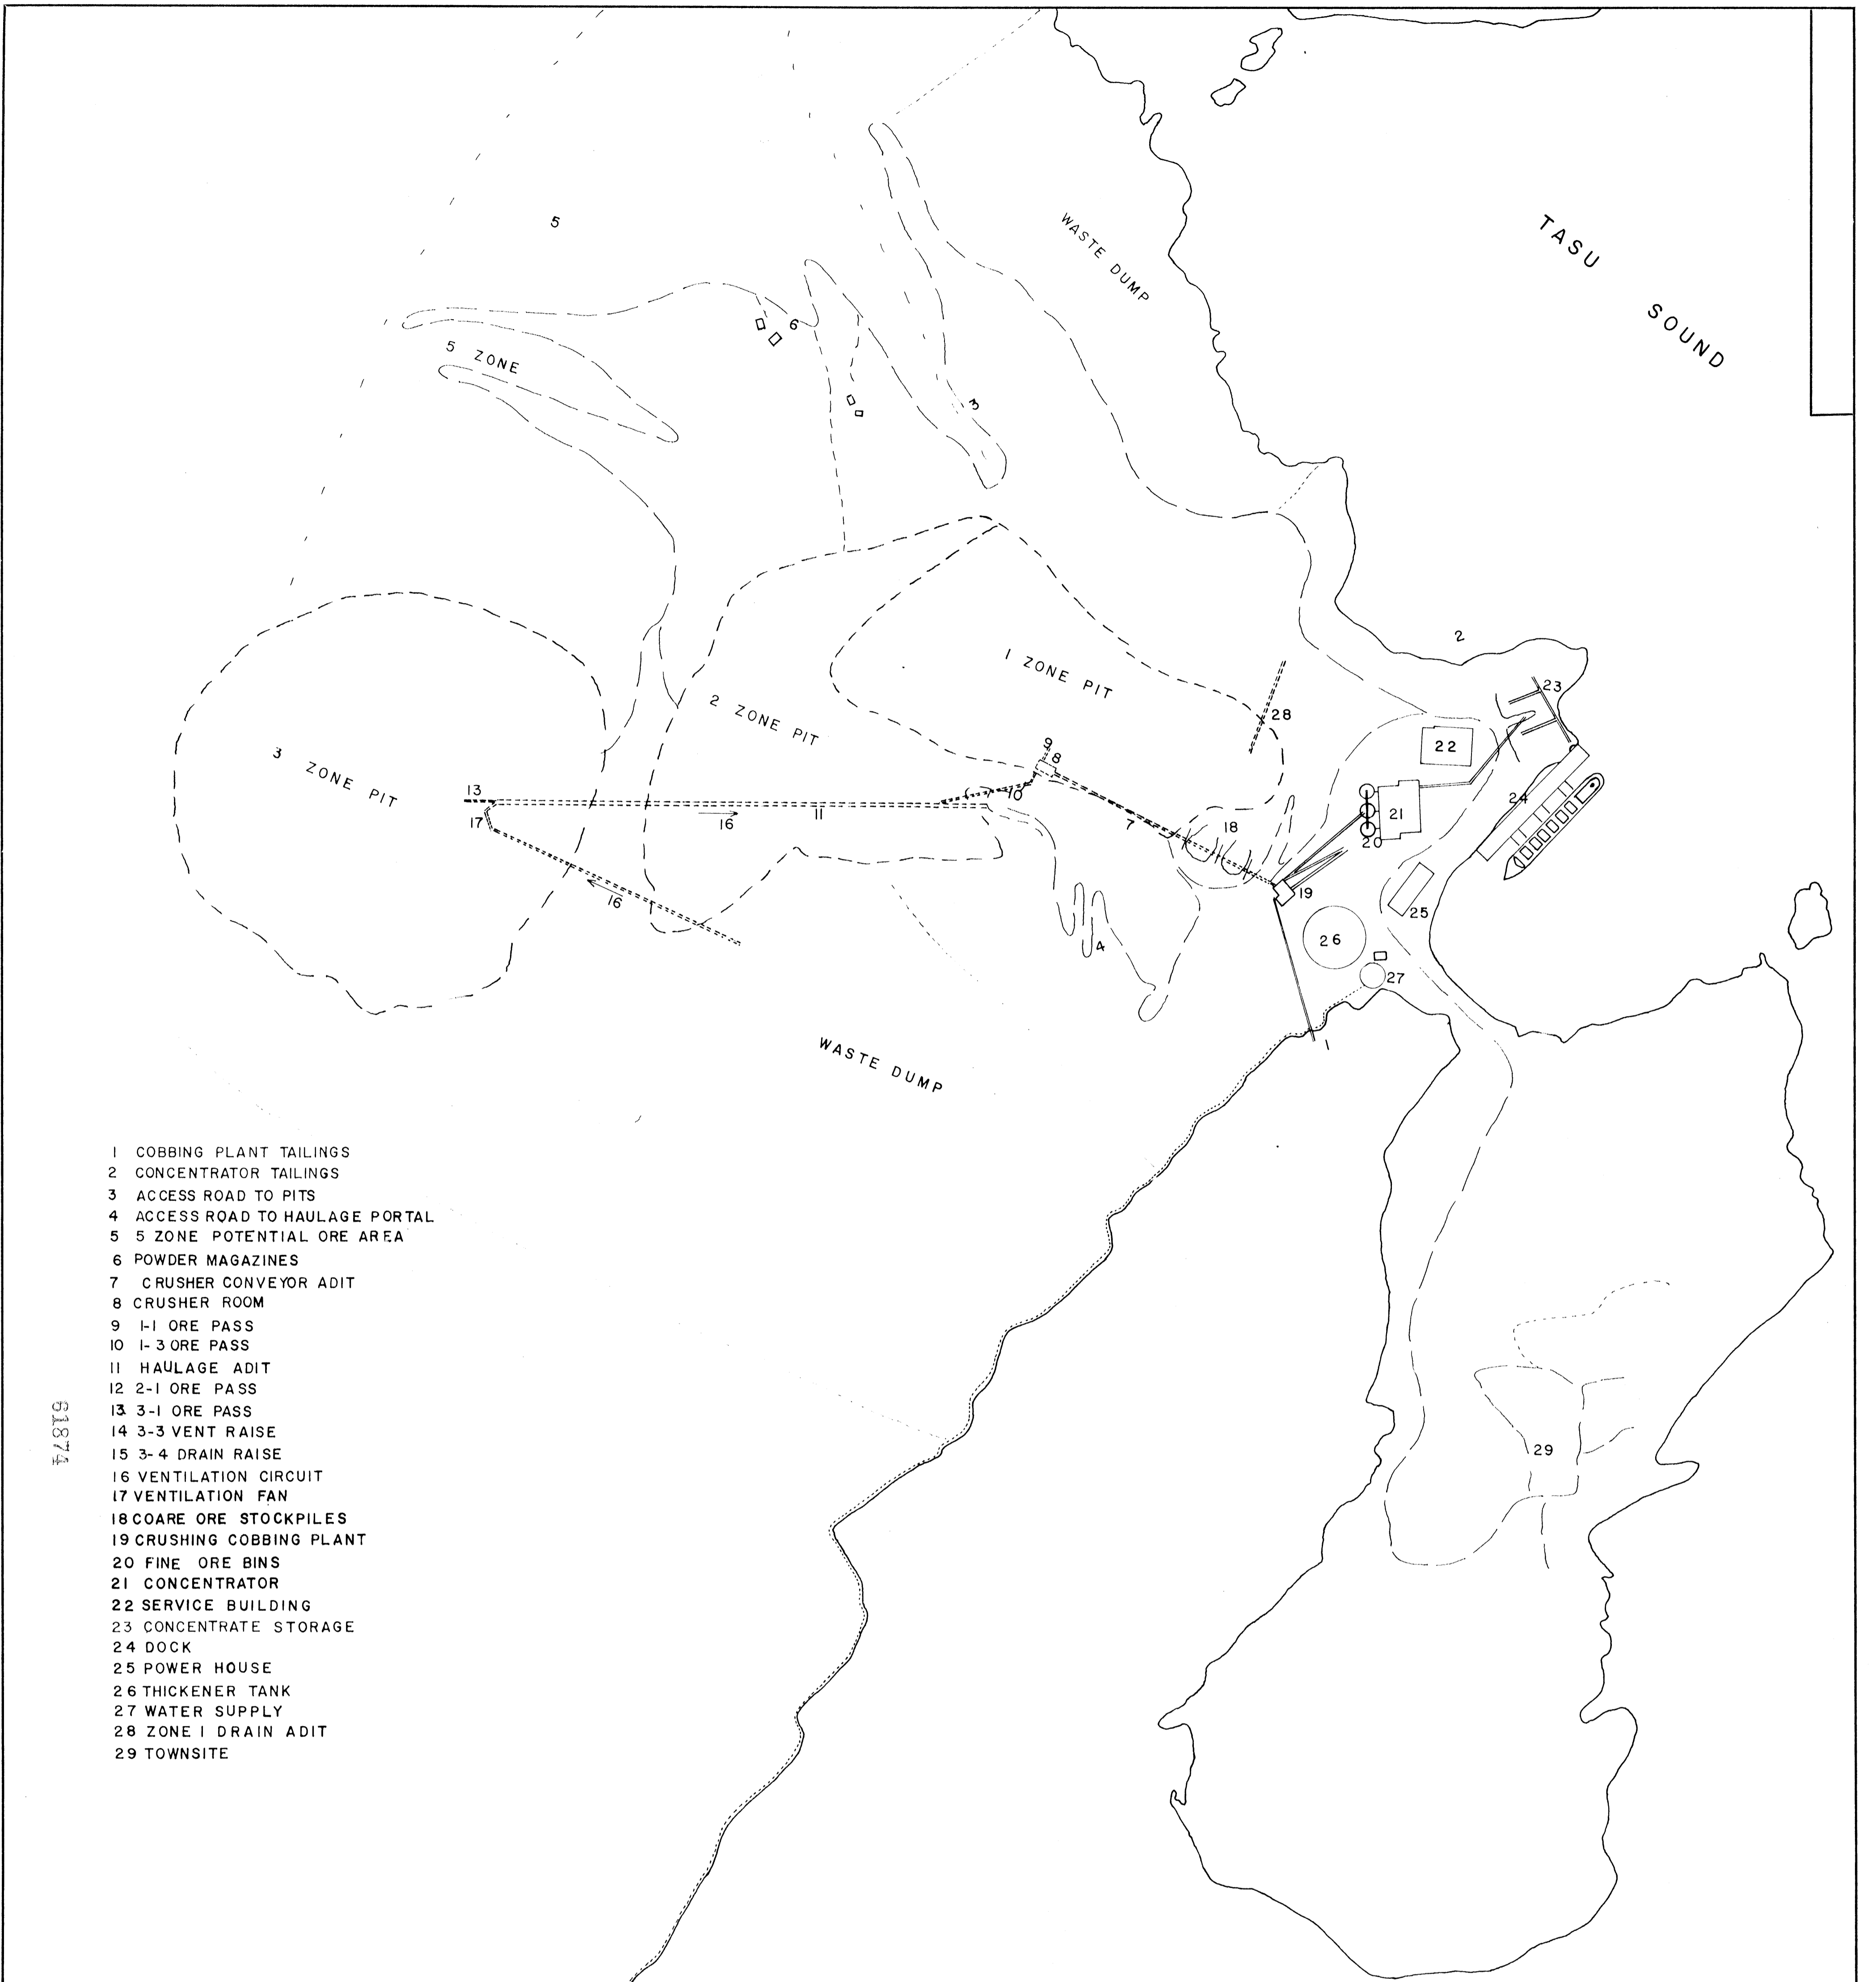 TASU
SOUND
WASTE DUMP
5
6
5 ZONE
3
2
1 ZONE PIT
23
28
2 ZONE PIT
22
9
8
3 ZONE PIT
13
10
24
16
11
7
18
21
17
20
19
16
25
4
26
27
1
WASTE DUMP
29
1 COBBING PLANT TAILINGS
2 CONCENTRATOR TAILINGS
3 ACCESS ROAD TO PITS
4 ACCESS ROAD TO HAULAGE PORTAL
5 5 ZONE POTENTIAL ORE AREA
6 POWDER MAGAZINES
7 CRUSHER CONVEYOR ADIT
8 CRUSHER ROOM
9 1-1 ORE PASS
10 1-3 ORE PASS
11 HAULAGE ADIT
12 2-1 ORE PASS
13 3-1 ORE PASS
14 3-3 VENT RAISE
15 3-4 DRAIN RAISE
16 VENTILATION CIRCUIT
17 VENTILATION FAN
18 COARE ORE STOCKPILES
19 CRUSHING COBBING PLANT
20 FINE ORE BINS
21 CONCENTRATOR
22 SERVICE BUILDING
23 CONCENTRATE STORAGE
24 DOCK
25 POWER HOUSE
26 THICKENER TANK
27 WATER SUPPLY
28 ZONE 1 DRAIN ADIT
29 TOWNSITE
61874